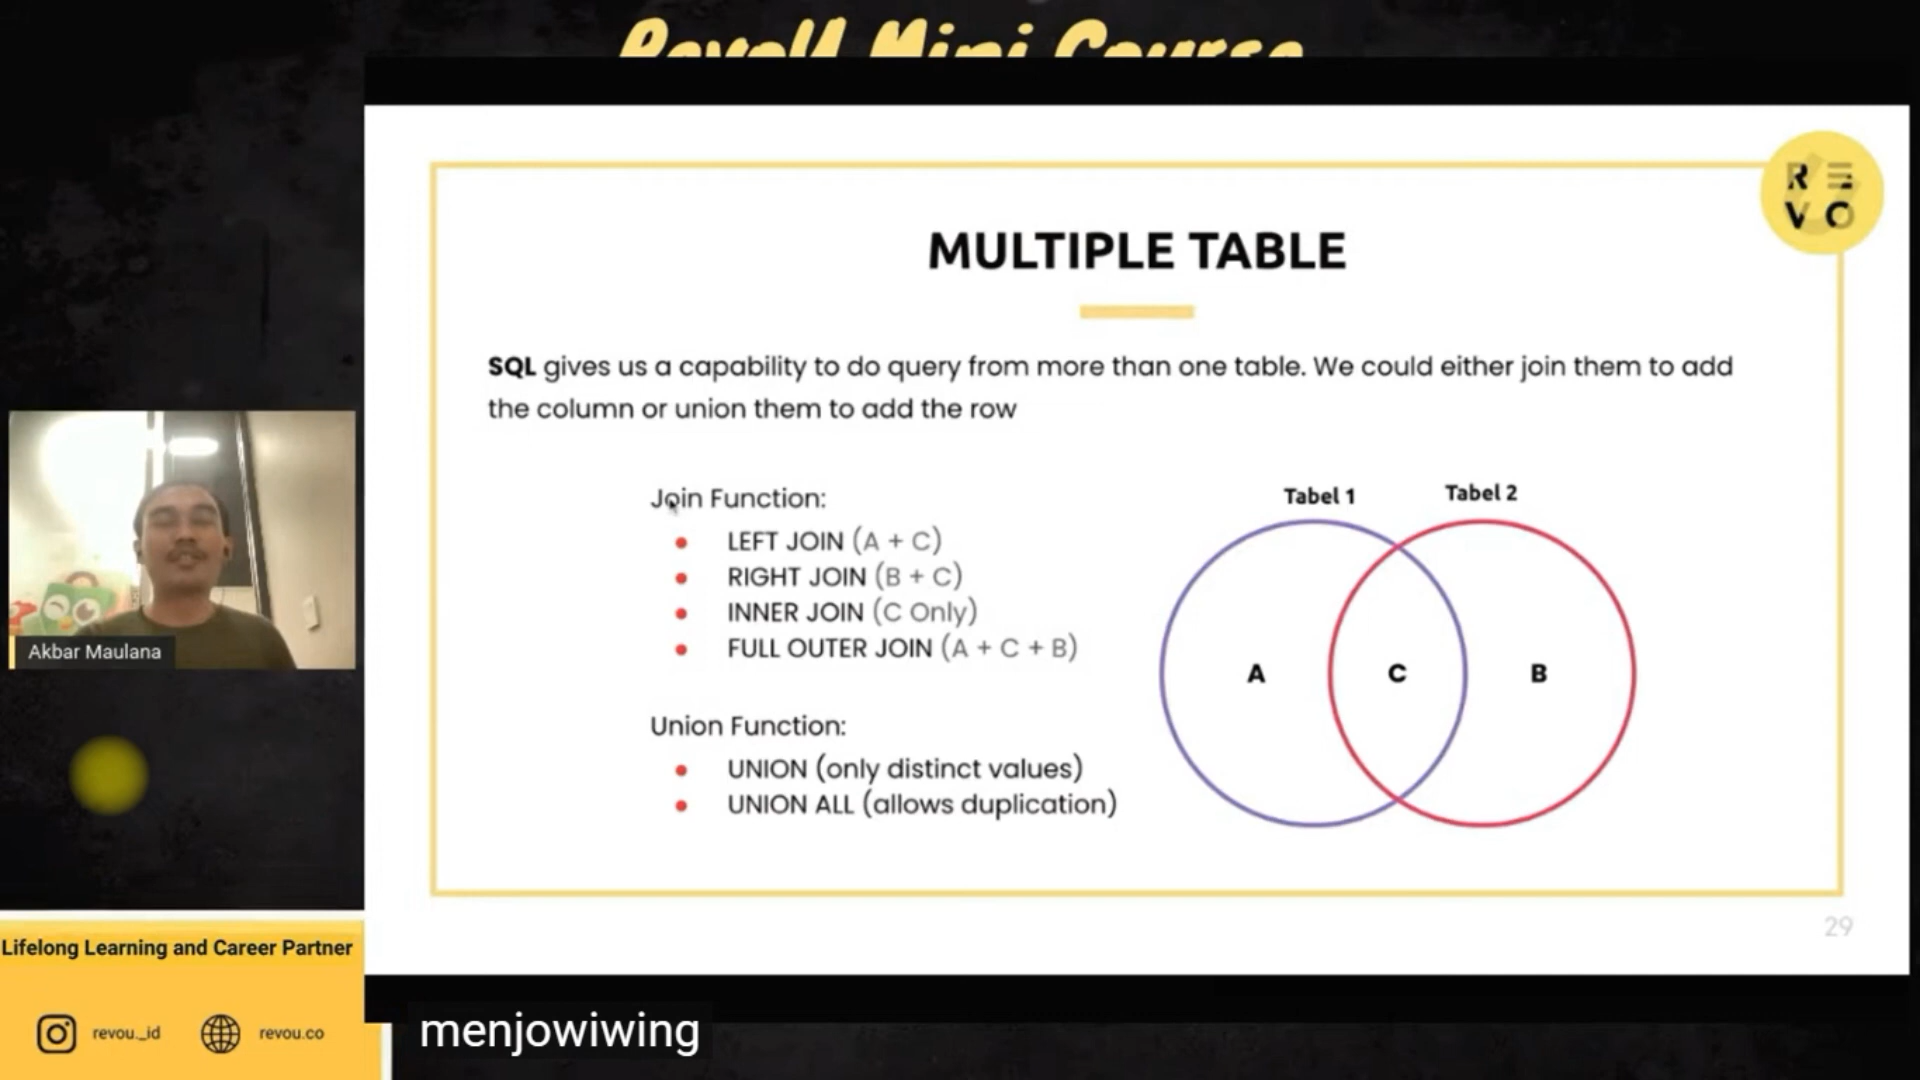 RevoU Mini Course
R E
V O
MULTIPLE TABLE
SQL gives us a capability to do query from more than one table. We could either join them to add
the column or union them to add the row
Join Function:
LEFT JOIN (A + C)
RIGHT JOIN (B + C)
INNER JOIN (C Only)
FULL OUTER JOIN (A + C + B)
Union Function:
UNION (only distinct values)
UNION ALL (allows duplication)
Tabel 1
Tabel 2
A
C
B
29
Akbar Maulana
Lifelong Learning and Career Partner
revou_id
revou.co
menjowiwing